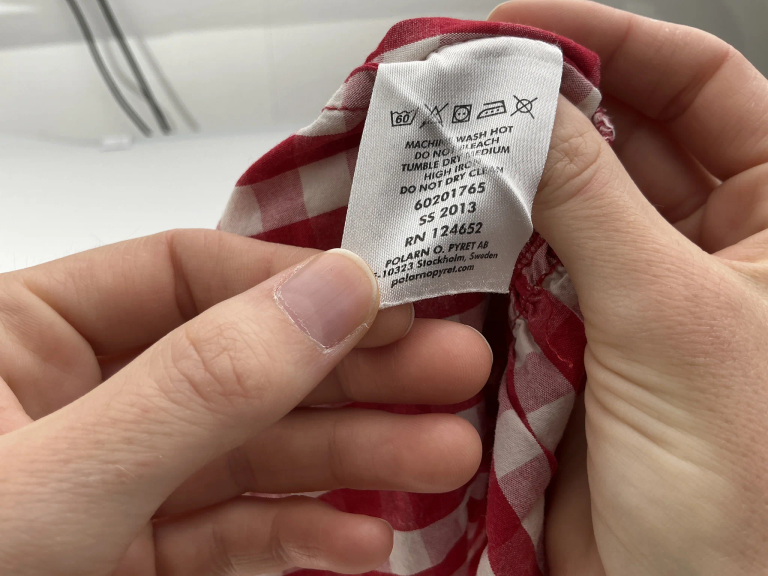 60
MACHINE WASH HOT
DO NOT BLEACH
TUMBLE DRY MEDIUM
HIGH IRON
DO NOT DRY CLEAN
60201765
SS 2013
RN 124652
POLARN O. PYRET AB
-10323 Stockholm, Sweden
polarnopyret.com